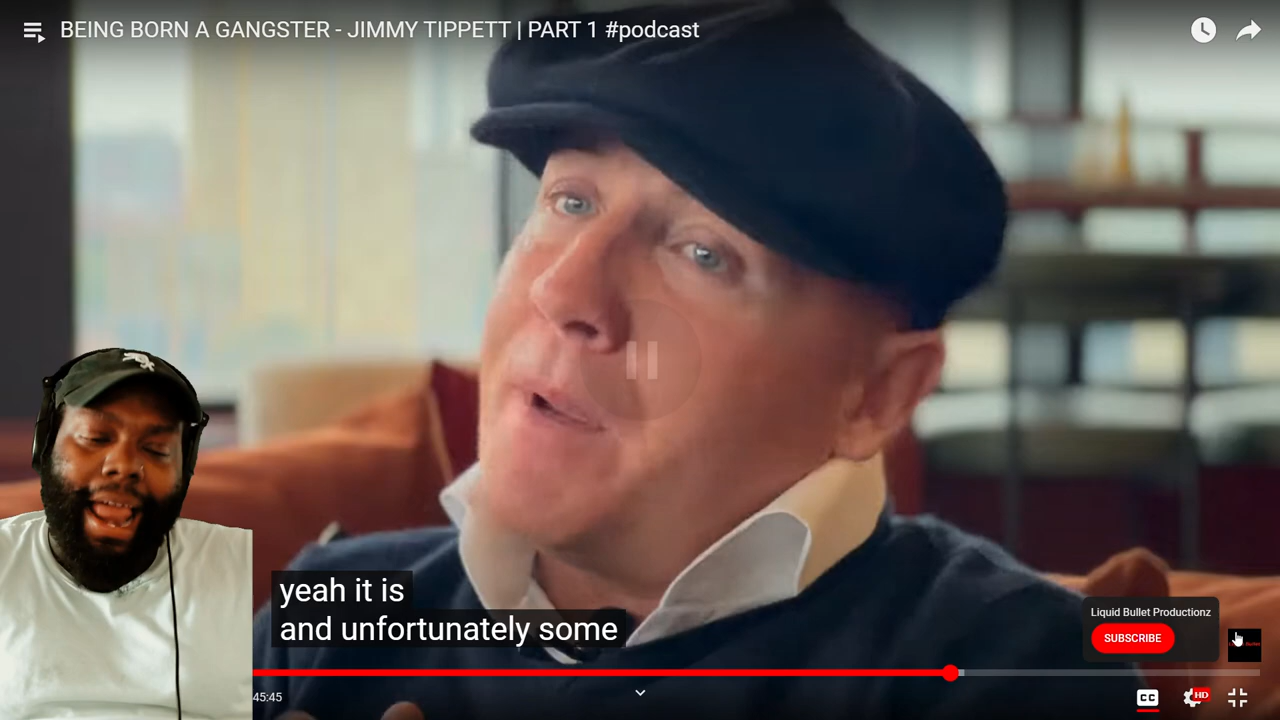 BEING BORN A GANGSTER - JIMMY TIPPETT | PART 1 #podcast
yeah it is
and unfortunately some
Liquid Bullet Productionz
SUBSCRIBE
45:45
CC
HD